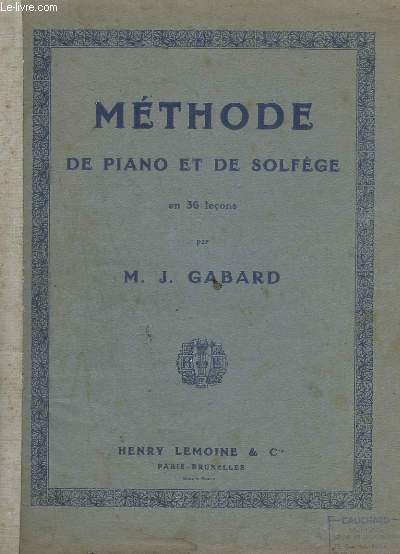 www.le-livre.com
MÉTHODE
DE PIANO ET DE SOLFÈGE
en 36 leçons
par
M. J. GABARD
HENRY LEMOINE & Cie
PARIS-BRUXELLES